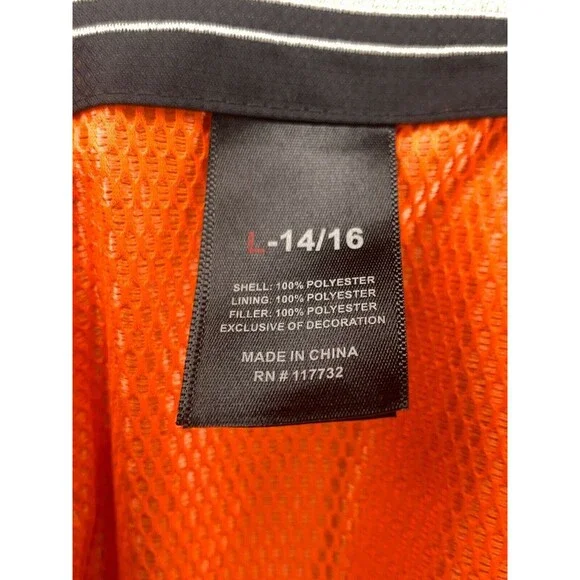 L-14/16
SHELL: 100% POLYESTER
LINING: 100% POLYESTER
FILLER: 100% POLYESTER
EXCLUSIVE OF DECORATION
MADE IN CHINA
RN # 117732